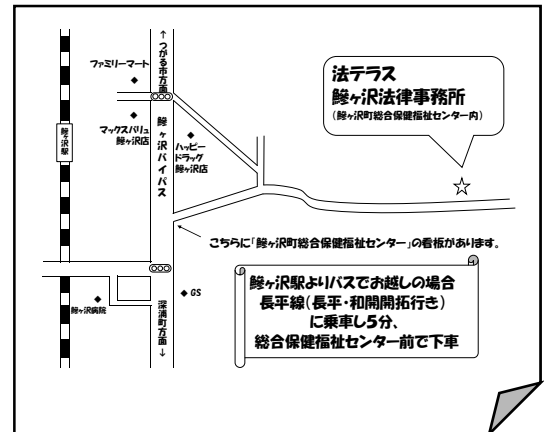 ↑つがる市方面
ファミリーマート
マックスバリュ
鰺ヶ沢店
鰺ヶ沢駅
鰺ヶ沢バイパス
ハッピー
ドラッグ
鰺ヶ沢店
法テラス
鰺ヶ沢法律事務所
(鰺ヶ沢町総合保健福祉センター内)
こちらに「鰺ヶ沢町総合保健福祉センター」の看板があります。
鰺ヶ沢病院
深浦町方面→
GS
鰺ヶ沢駅よりバスでお越しの場合
長平線(長平・和開開拓行き)
に乗車し5分、
総合保健福祉センター前で下車